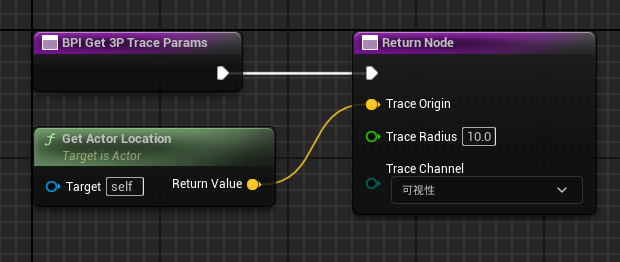 BPI Get 3P Trace Params
Return Node
Trace Origin
Trace Radius 10.0
Trace Channel
可视性
Get Actor Location
Target is Actor
Target self
Return Value